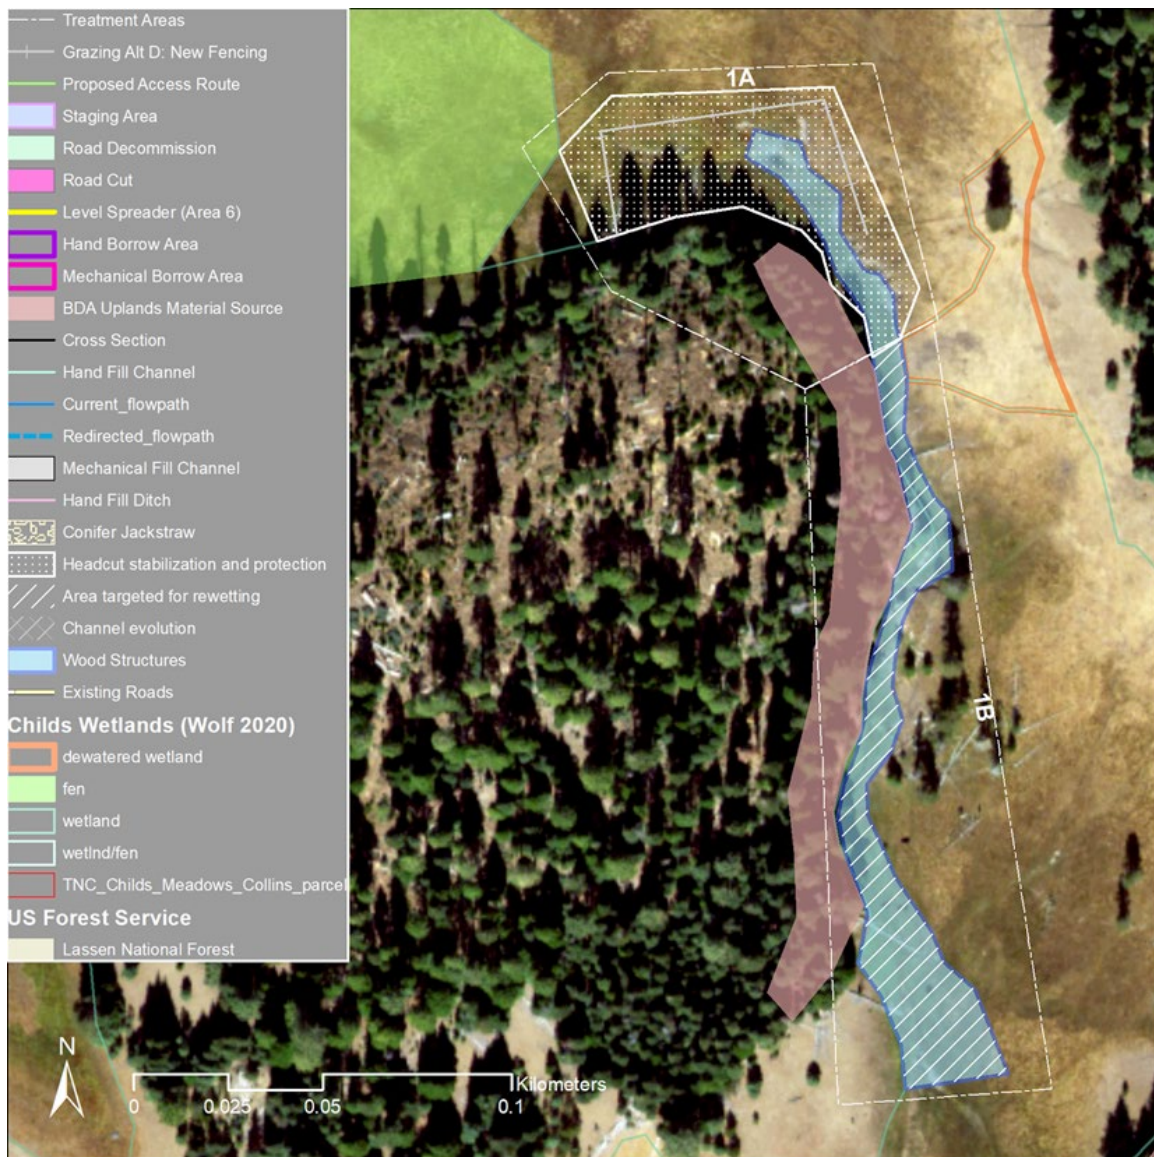 Treatment Areas
Grazing Alt D: New Fencing
Proposed Access Route
Staging Area
Road Decommission
Road Cut
Level Spreader (Area 6)
Hand Borrow Area
Mechanical Borrow Area
BDA Uplands Material Source
Cross Section
Hand Fill Channel
Current_flowpath
Redirected_flowpath
Mechanical Fill Channel
Hand Fill Ditch
Conifer Jackstraw
Headcut stabilization and protection
Area targeted for rewetting
Channel evolution
Wood Structures
Existing Roads
Childs Wetlands (Wolf 2020)
dewatered wetland
fen
wetland
wetlnd/fen
TNC_Childs_Meadows_Collins_parcel
US Forest Service
Lassen National Forest
1A
1B
N
Kilometers
0 0.025 0.05 0.1